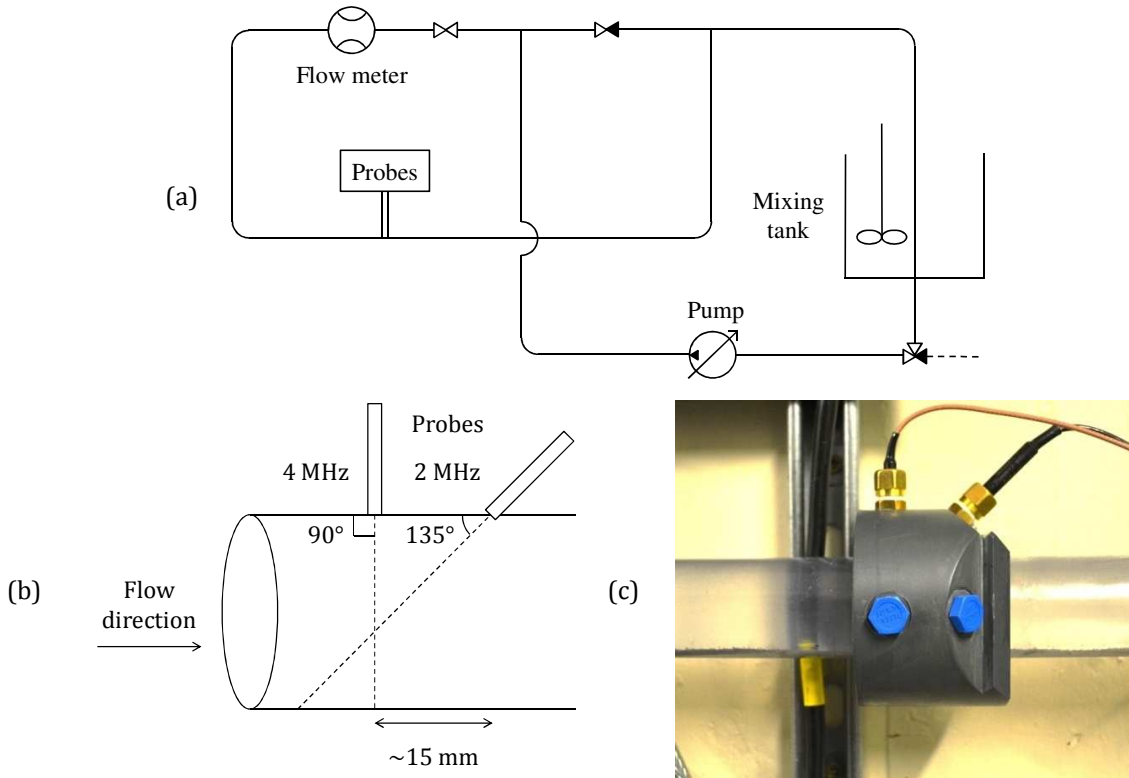 Flow meter
Probes
(a)
Mixing
tank
Pump
Probes
4 MHz
2 MHz
90°
135°
(b)
Flow
direction
(c)
~15 mm